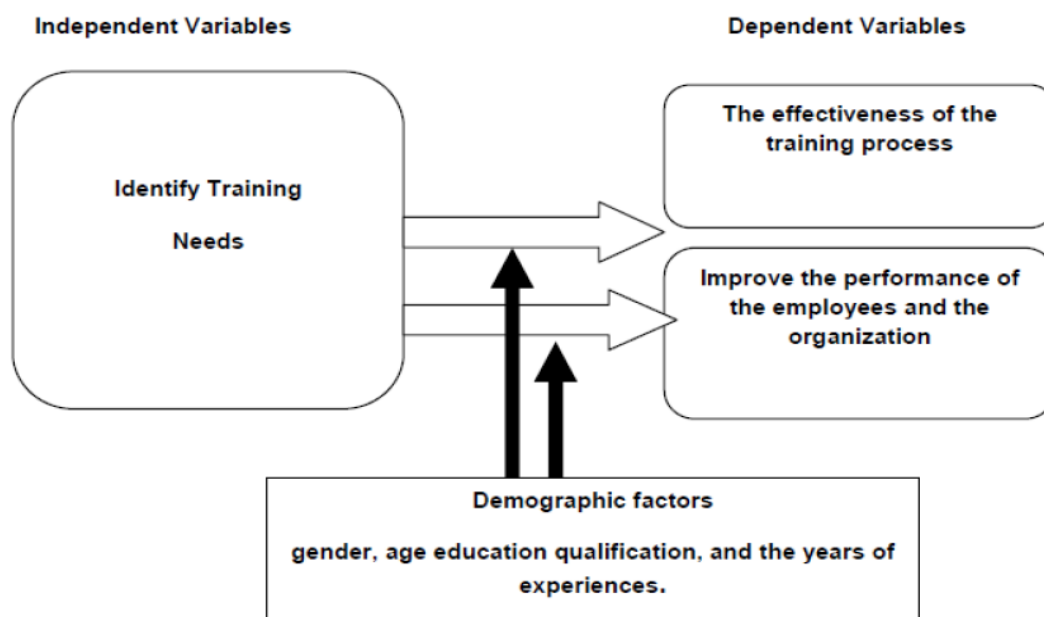 Independent Variables
Dependent Variables
Identify Training
Needs
The effectiveness of the
training process
Improve the performance of
the employees and the
organization
Demographic factors
gender, age education qualification, and the years of
experiences.